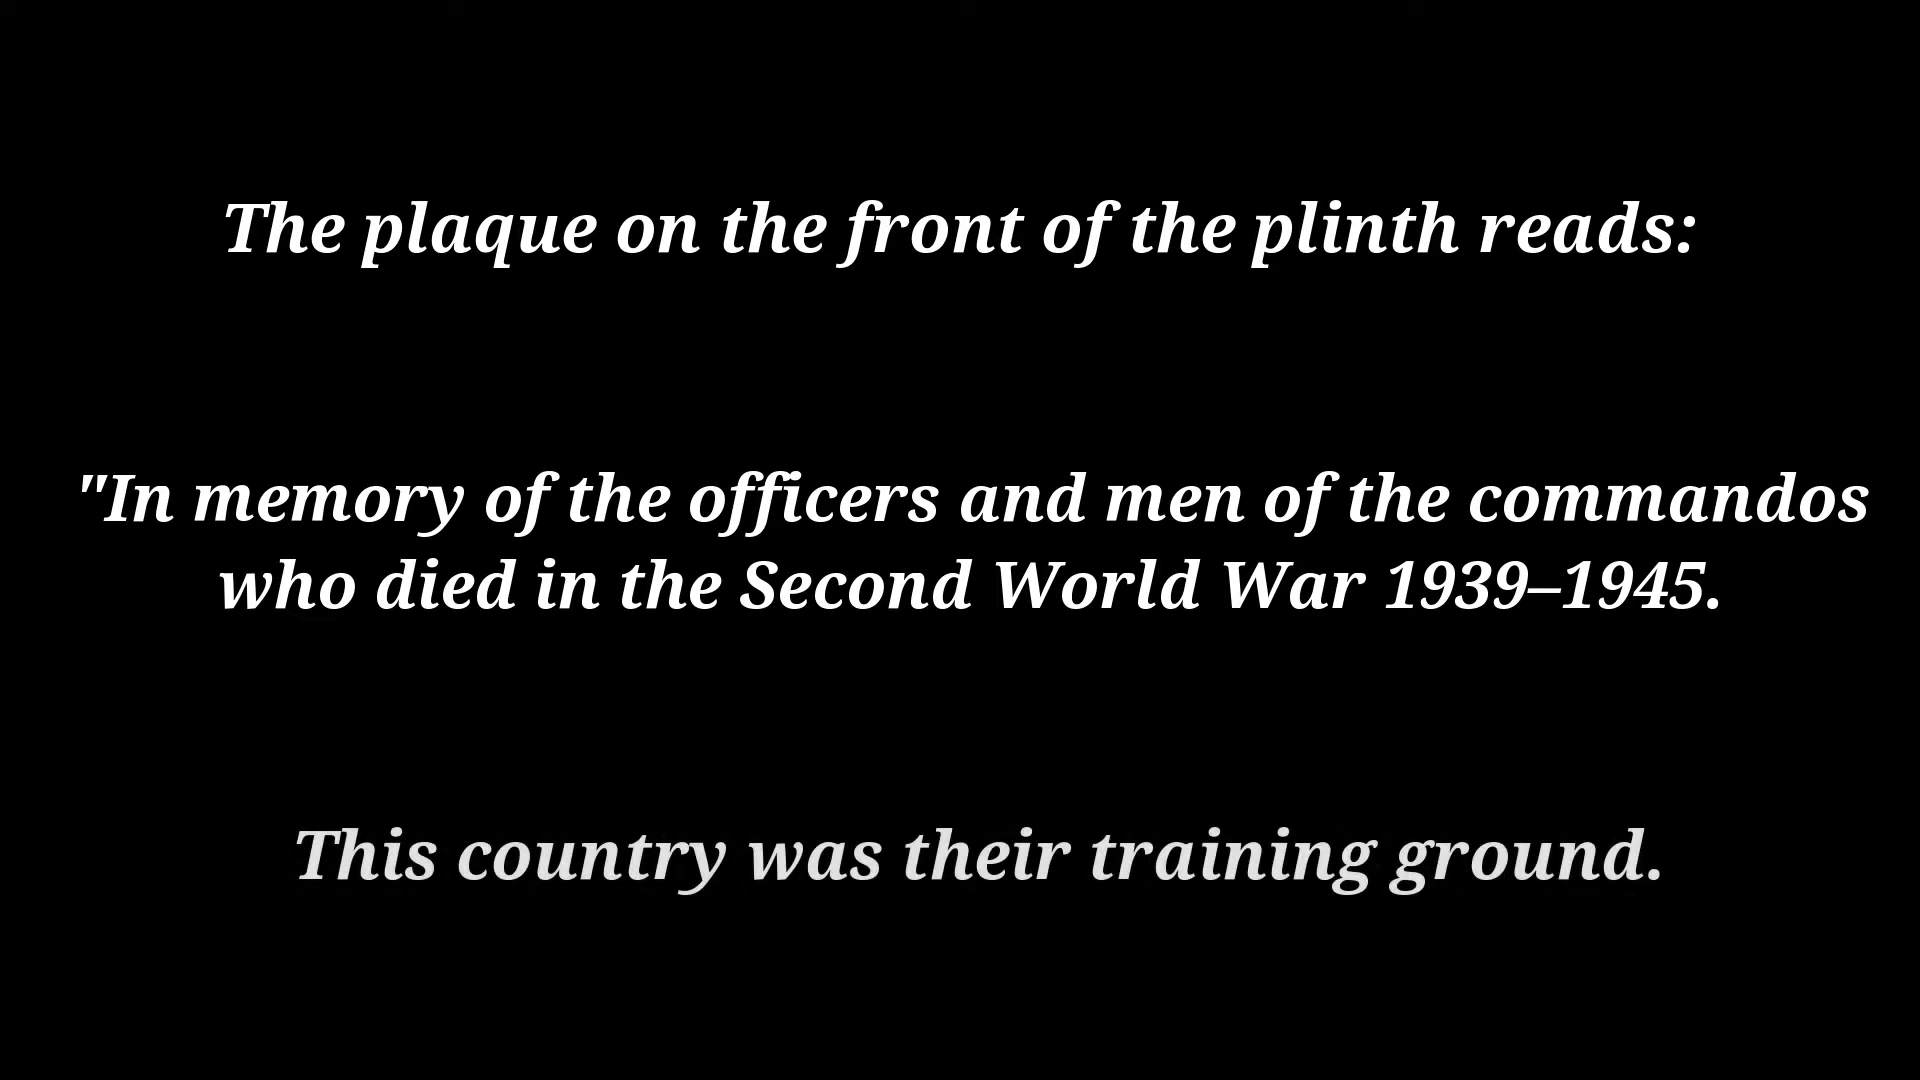 The plaque on the front of the plinth reads:
"In memory of the officers and men of the commandos
who died in the Second World War 1939–1945.
This country was their training ground.